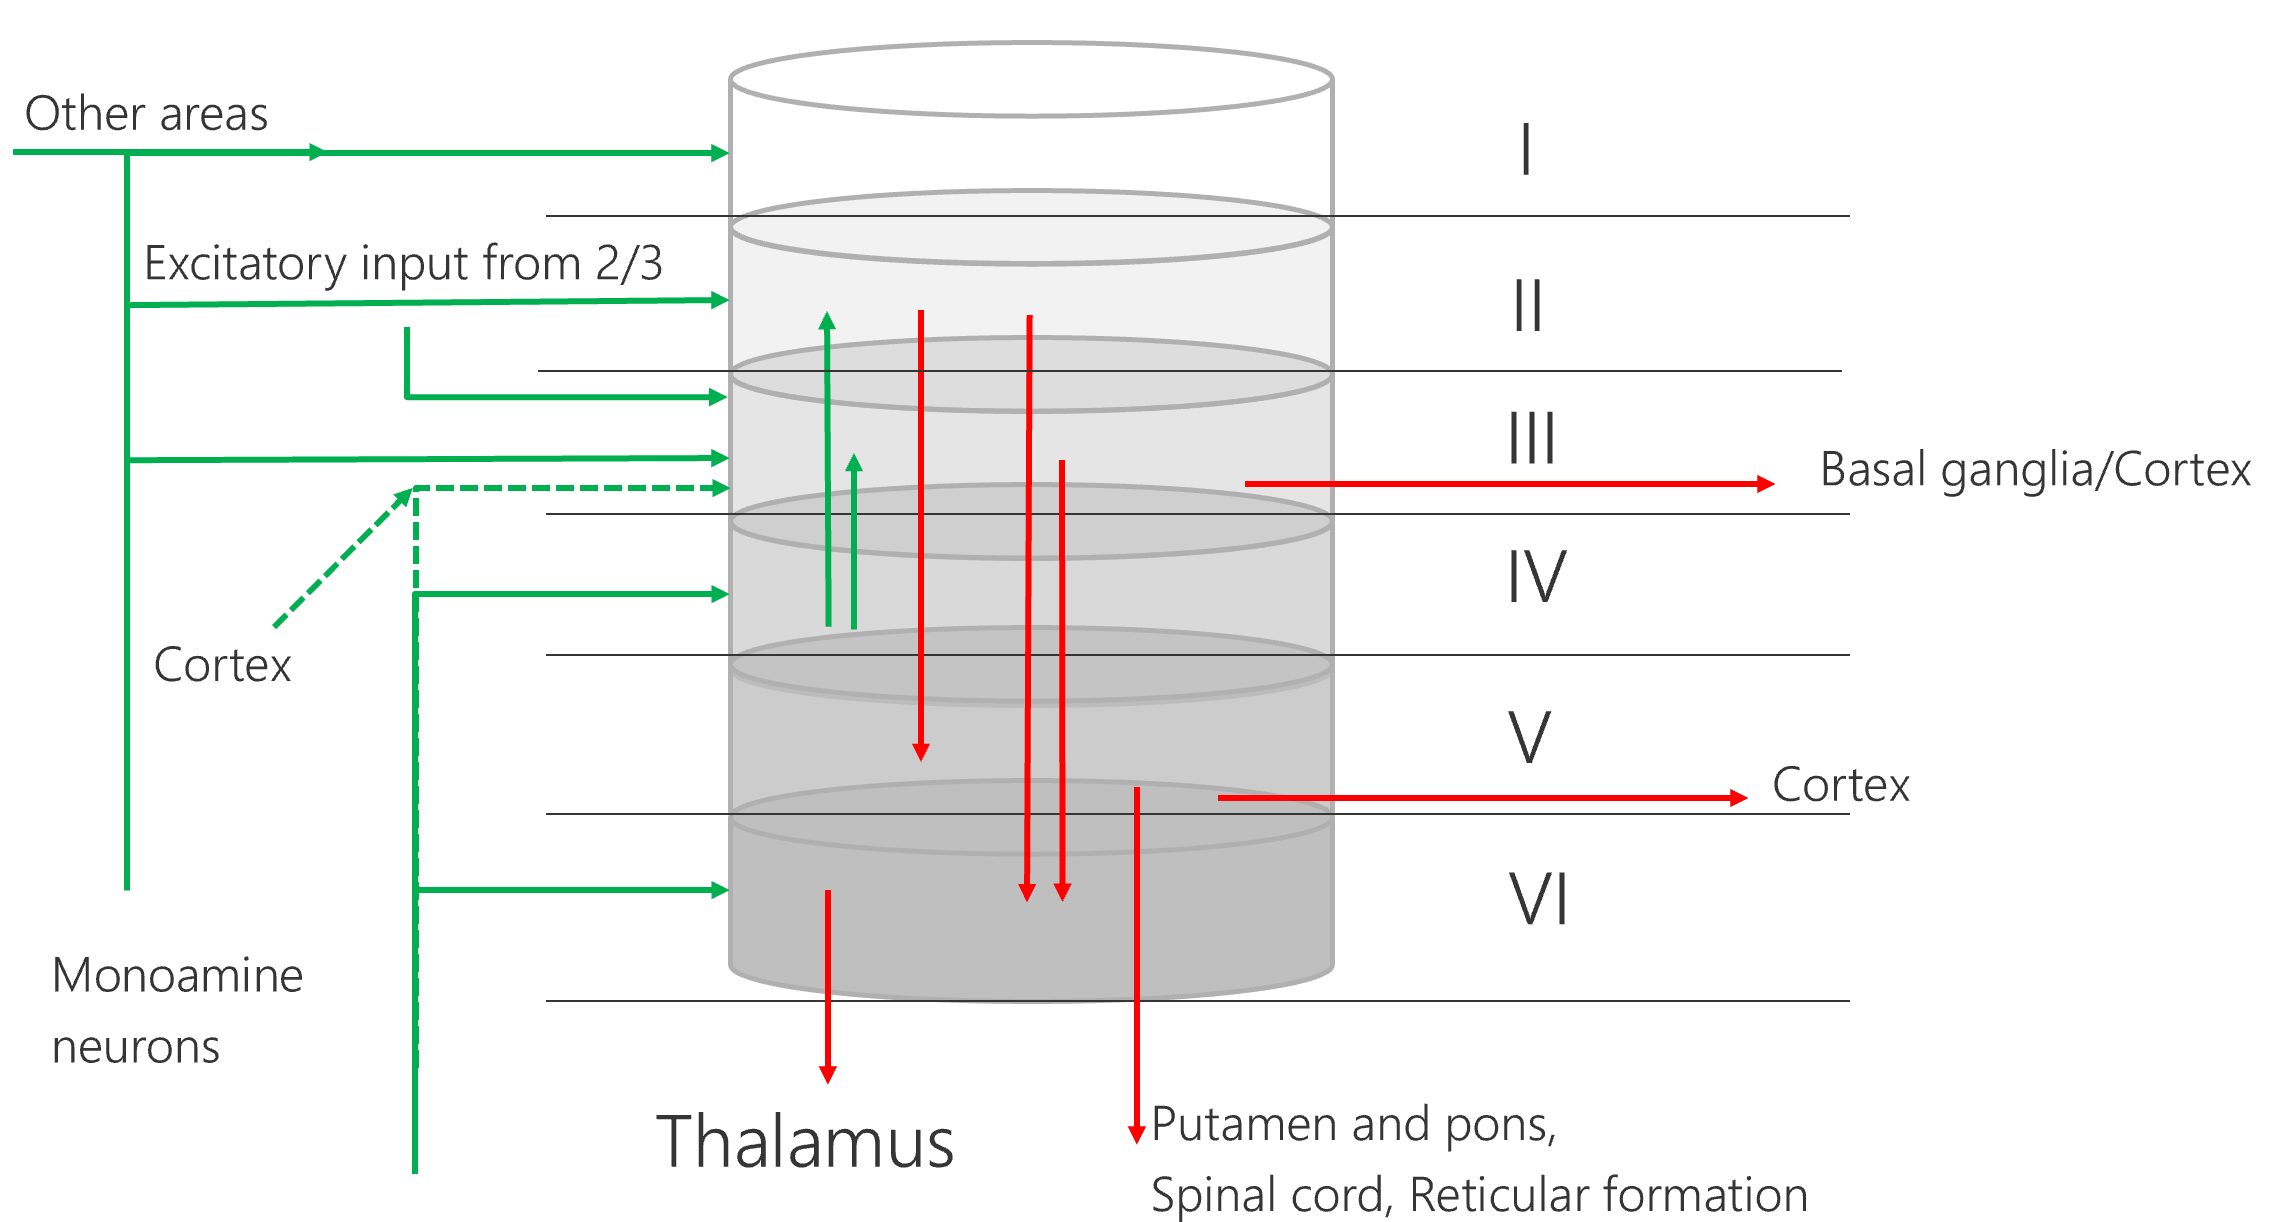 Other areas
I
Excitatory input from 2/3
II
III
Basal ganglia/Cortex
IV
Cortex
V
Cortex
VI
Monoamine
neurons
Thalamus
Putamen and pons,
Spinal cord, Reticular formation